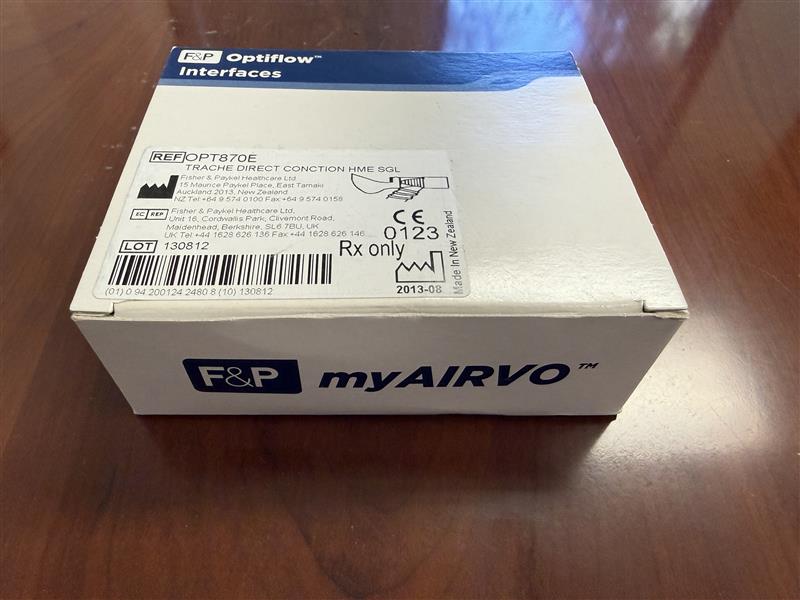 F&P Optiflow™
Interfaces
REF OPT870E
TRACHE DIRECT CONCTION HME SGL
Fisher & Paykel Healthcare Ltd
15 Maurice Paykel Place, East Tamaki
Auckland 2013, New Zealand
NZ Tel +64 9 574 0100 Fax +64 9 574 0158
EC REP Fisher & Paykel Healthcare Ltd,
Unit 16, Cordwallis Park, Clivemont Road,
Maidenhead, Berkshire, SL6 7BU, UK
UK Tel +44 1628 626 136 Fax +44 1628 626 146
CE
0123
LOT 130812
Rx only
2013-08
Made in New Zealand
(01) 0 94 200124 2480 8 (10) 130812
F&P myAIRVO™